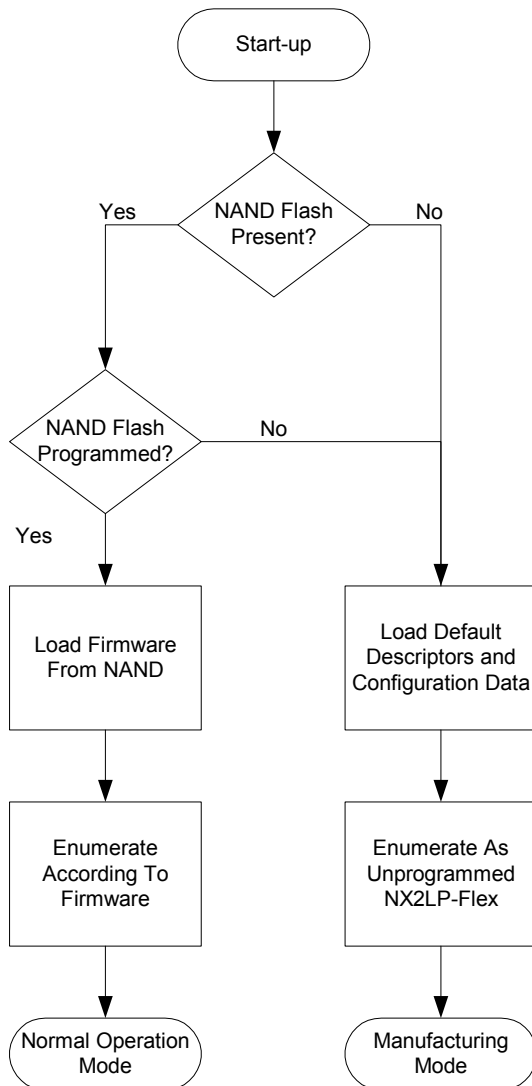 Start-up
NAND Flash
Present?
Yes
No
NAND Flash
Programmed?
No
Yes
Load Firmware
From NAND
Load Default
Descriptors and
Configuration Data
Enumerate
According To
Firmware
Enumerate As
Unprogrammed
NX2LP-Flex
Normal Operation
Mode
Manufacturing
Mode